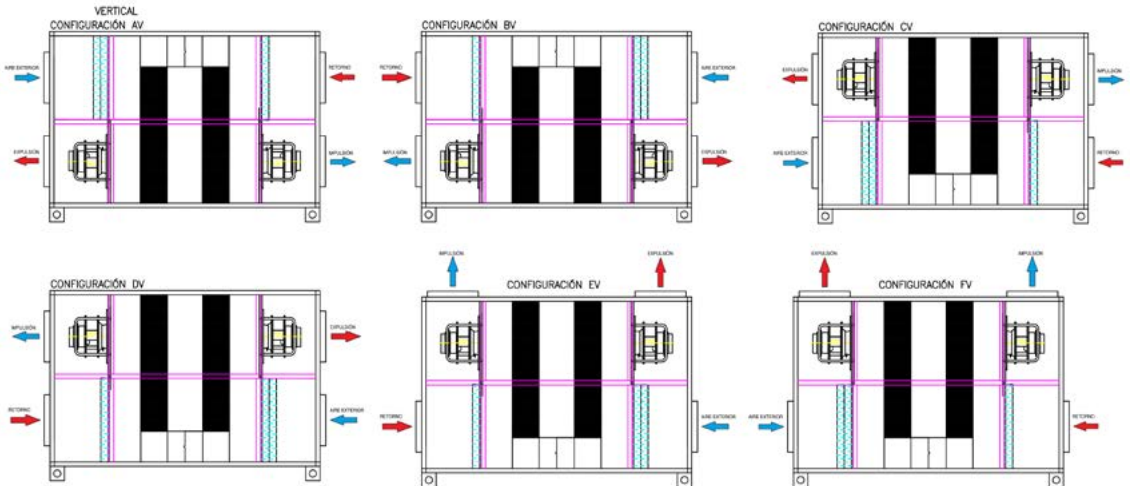 VERTICAL
CONFIGURACIÓN AV
AIRE EXTERIOR
RETORNO
EXPULSIÓN
IMPULSIÓN
CONFIGURACIÓN BV
RETORNO
AIRE EXTERIOR
IMPULSIÓN
EXPULSIÓN
CONFIGURACIÓN CV
EXPULSIÓN
IMPULSIÓN
AIRE EXTERIOR
RETORNO
CONFIGURACIÓN DV
IMPULSIÓN
EXPULSIÓN
RETORNO
AIRE EXTERIOR
IMPULSIÓN
EXPULSIÓN
CONFIGURACIÓN EV
RETORNO
AIRE EXTERIOR
EXPULSIÓN
IMPULSIÓN
CONFIGURACIÓN FV
AIRE EXTERIOR
RETORNO